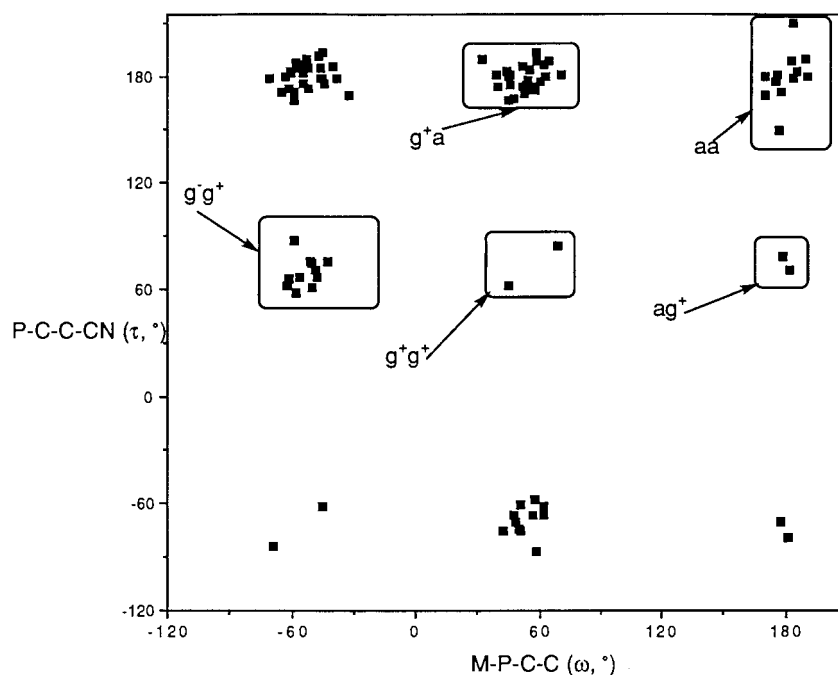 180
g⁺a
aa
120
g⁻g⁺
60
P-C-C-CN (τ, °)
g⁺g⁺
ag⁺
0
-60
-120
-120 -60 0 60 120 180
M-P-C-C (ω, °)